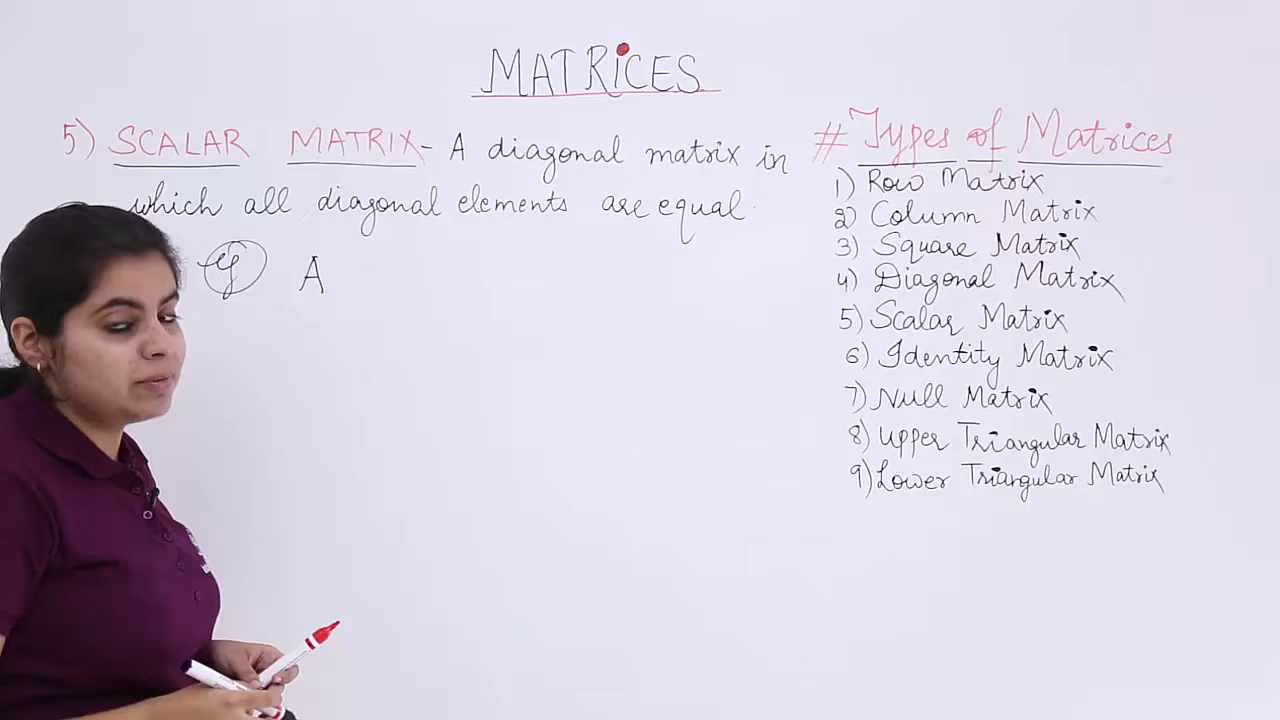 MATRiCES
5) SCALAR MATRIX - A diagonal matrix in
which all diagonal elements are equal.
eg A
# Types of Matrices
1) Row Matrix
2) Column Matrix
3) Square Matrix
4) Diagonal Matrix
5) Scalar Matrix
6) Identity Matrix
7) Null Matrix
8) Upper Triangular Matrix
9) Lower Triangular Matrix